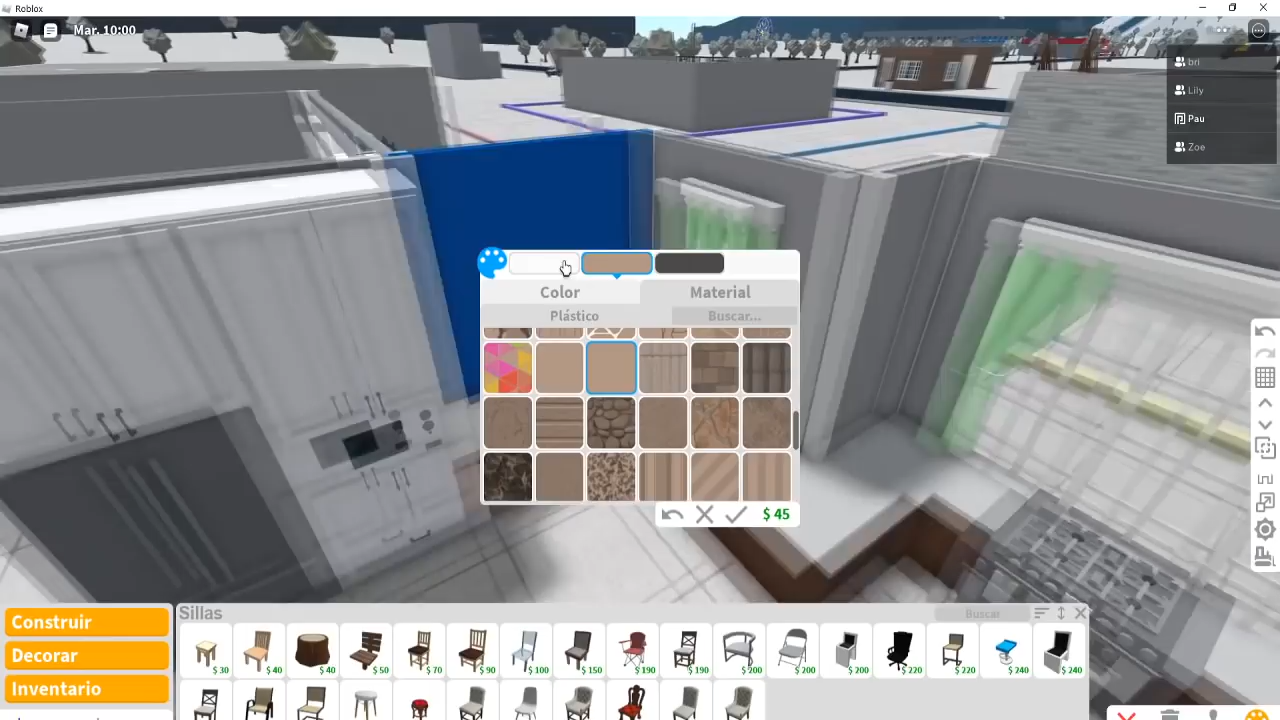 Roblox
Mar. 10:00
bri
Lily
Pau
Zoe
Color
Material
Plástico
Buscar...
$ 45
Construir
Decorar
Inventario
Sillas
Buscar
$ 30
$ 40
$ 40
$ 50
$ 70
$ 90
$ 100
$ 150
$ 190
$ 190
$ 200
$ 200
$ 200
$ 220
$ 220
$ 240
$ 240